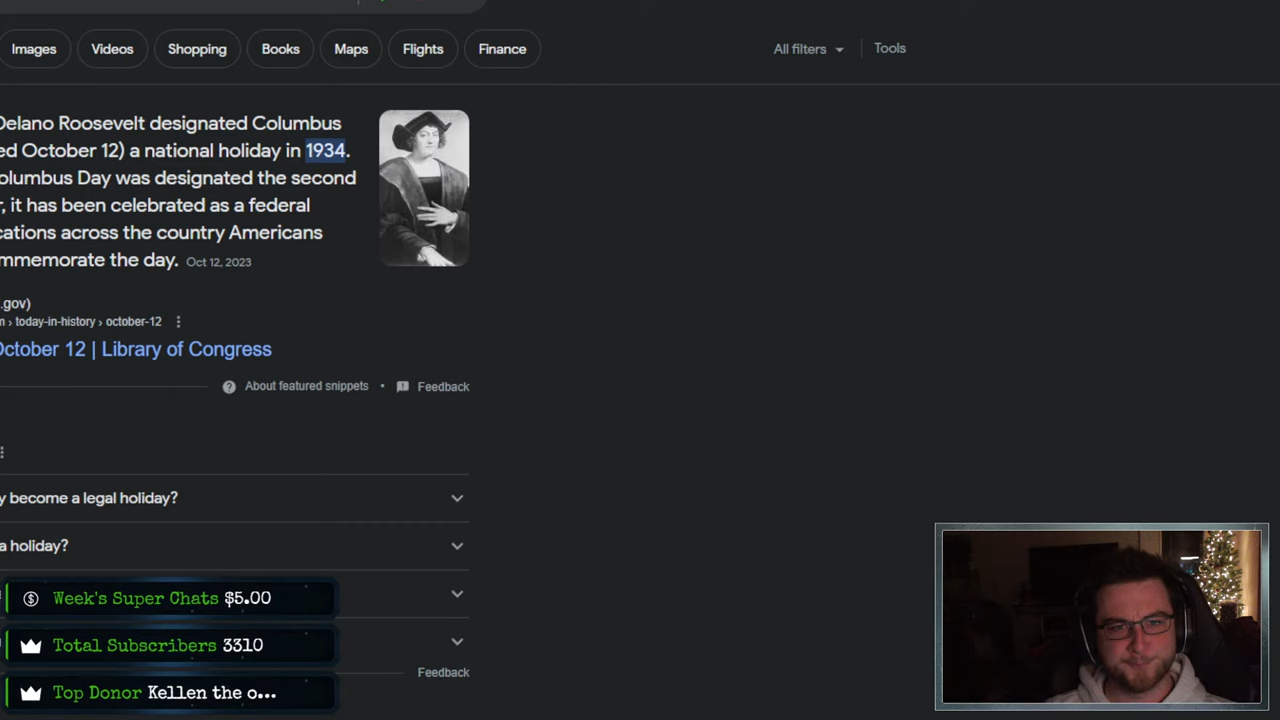 Images Videos Shopping Books Maps Flights Finance All filters Tools
Delano Roosevelt designated Columbus
ed October 12) a national holiday in 1934.
olumbus Day was designated the second
r, it has been celebrated as a federal
cations across the country Americans
mmemorate the day. Oct 12, 2023
.gov)
m › today-in-history › october-12
October 12 | Library of Congress
About featured snippets • Feedback
y become a legal holiday?
a holiday?
Week's Super Chats $5.00
Total Subscribers 3310
Feedback
Top Donor Kellen the o...